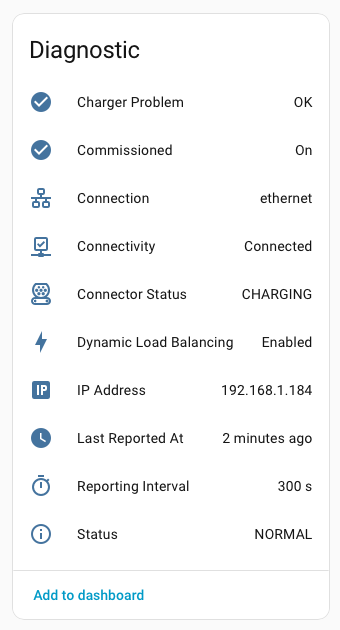 Diagnostic
Charger Problem OK
Commissioned On
Connection ethernet
Connectivity Connected
Connector Status CHARGING
Dynamic Load Balancing Enabled
IP IP Address 192.168.1.184
Last Reported At 2 minutes ago
Reporting Interval 300 s
Status NORMAL
Add to dashboard